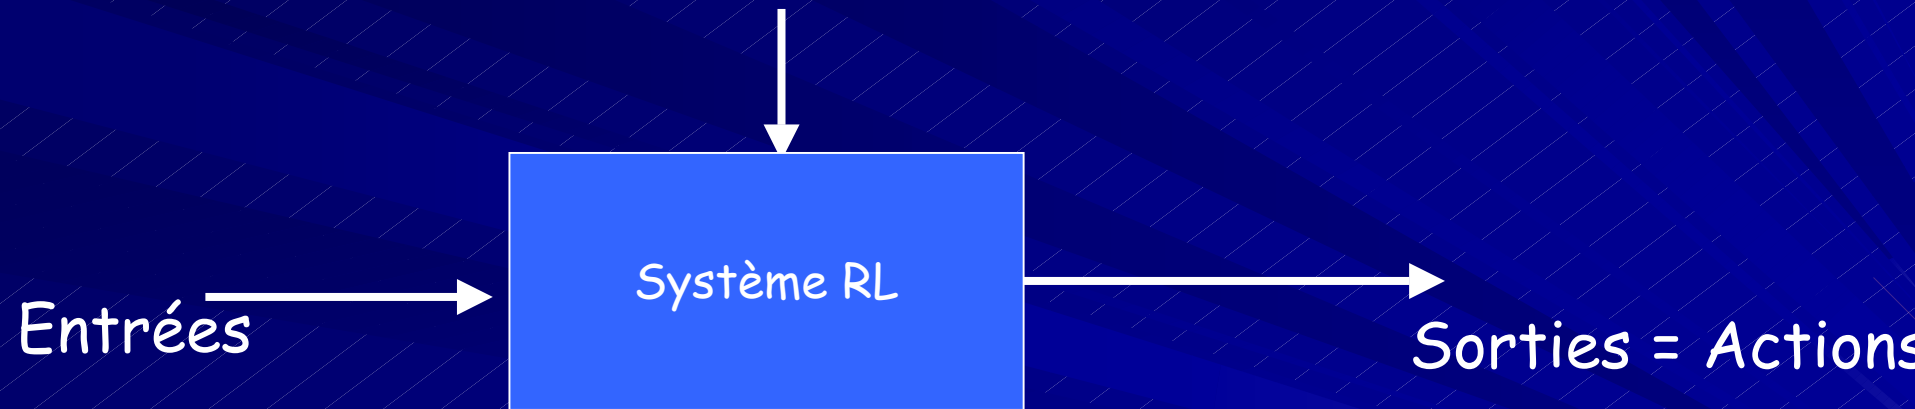 Système RL
Entrées
Sorties = Actions